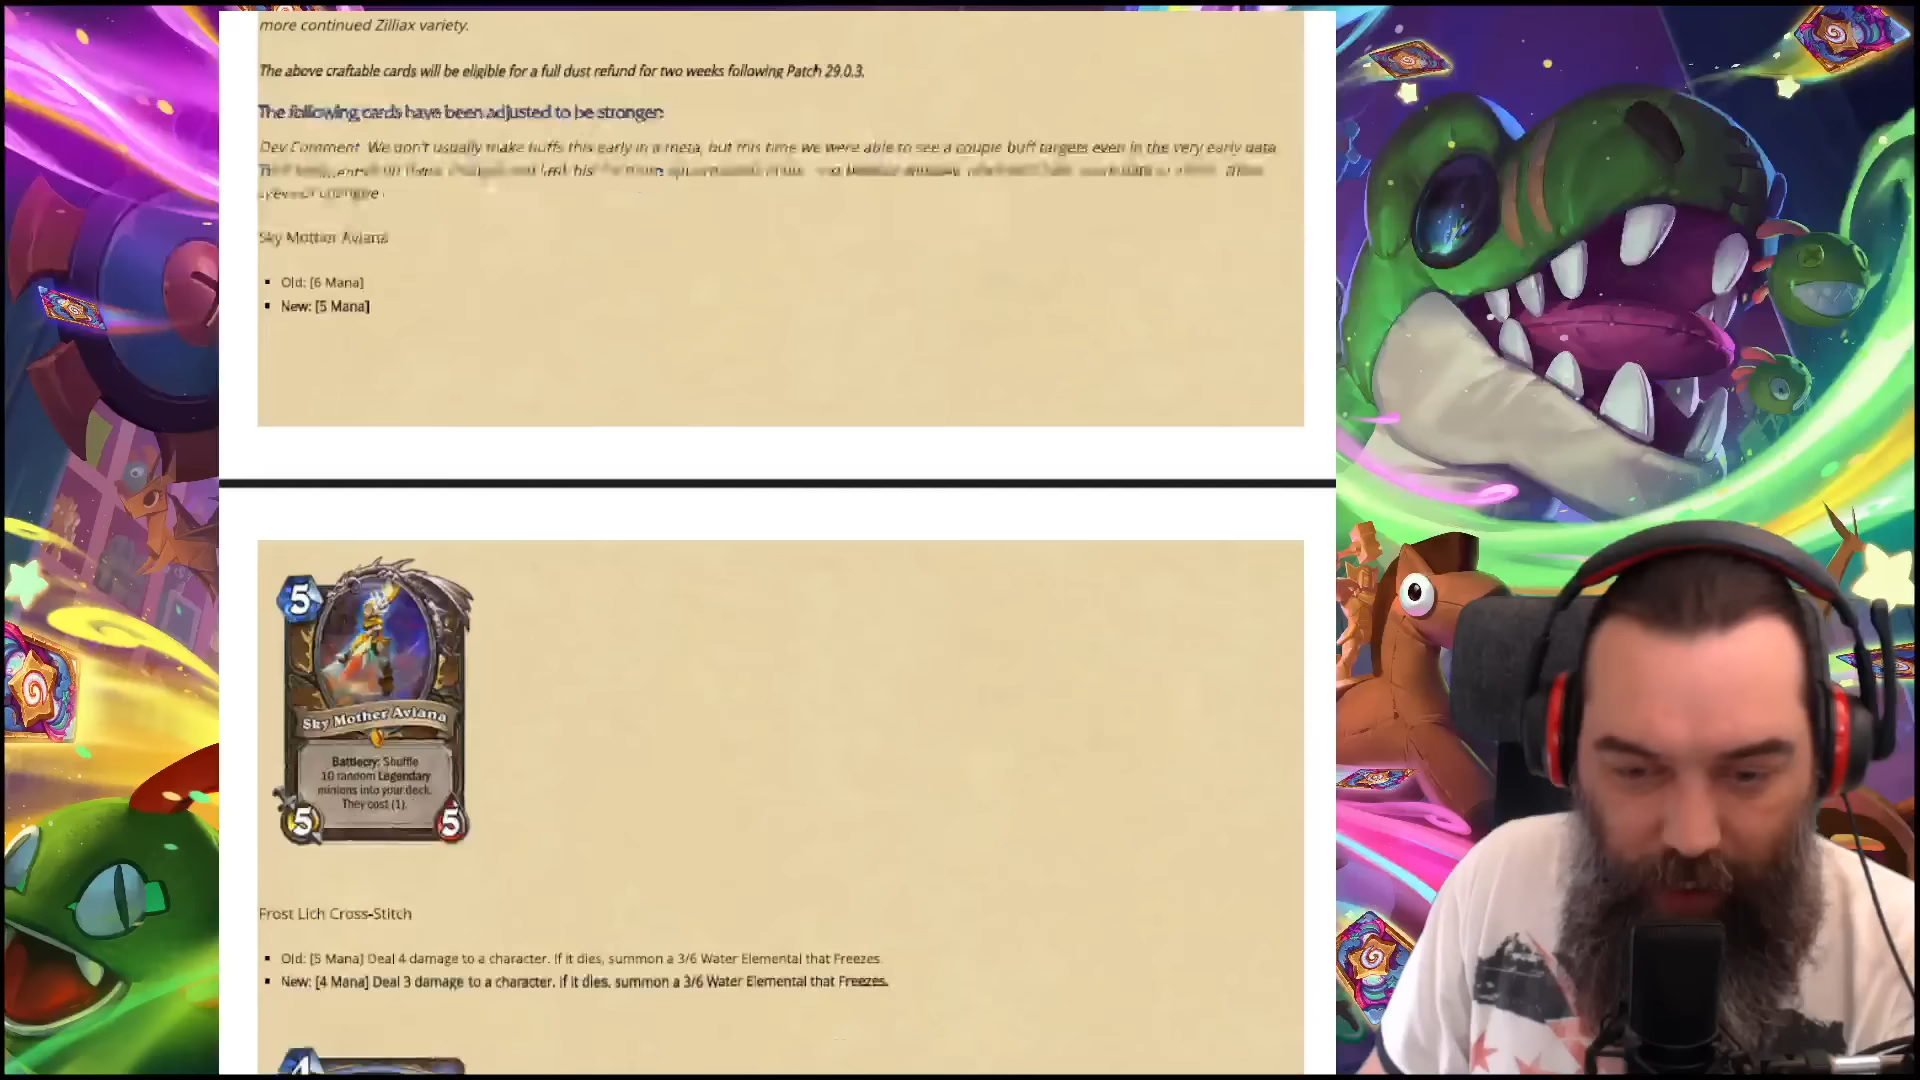 more continued Zilliax variety.
The above craftable cards will be eligible for a full dust refund for two weeks following Patch 29.0.3.
The following cards have been adjusted to be stronger:
Dev Comment: We don't usually make buffs this early in a meta, but this time we were able to see a couple buff targets even in the very early data.
Sky Mother Aviana
Old: [6 Mana]
New: [5 Mana]
5
Sky Mother Aviana
Battlecry: Shuffle
10 random Legendary
minions into your deck.
They cost (1).
5 5
Frost Lich Cross-Stitch
Old: [5 Mana] Deal 4 damage to a character. If it dies, summon a 3/6 Water Elemental that Freezes.
New: [4 Mana] Deal 3 damage to a character. If it dies, summon a 3/6 Water Elemental that Freezes.
4